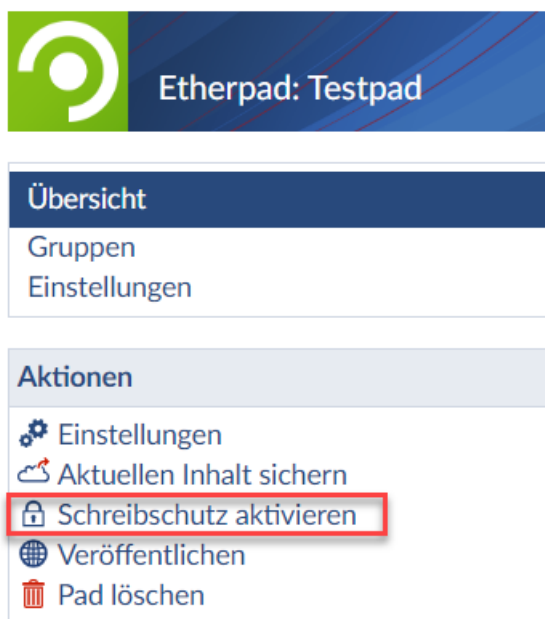 Etherpad: Testpad
Übersicht
Gruppen
Einstellungen
Aktionen
Einstellungen
Aktuellen Inhalt sichern
Schreibschutz aktivieren
Veröffentlichen
Pad löschen